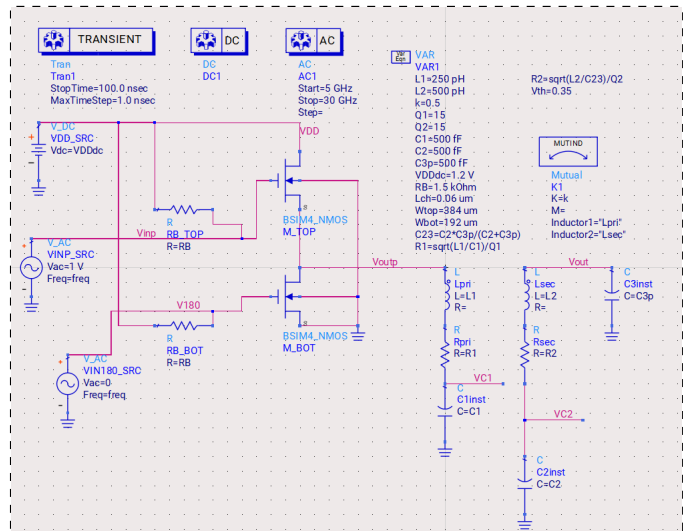 TRANSIENT
Tran
Tran1
StopTime=100.0 nsec
MaxTimeStep=1.0 nsec
DC
DC
DC1
AC
AC
AC1
Start=5 GHz
Stop=30 GHz
Step=
Var
Eqn
VAR
VAR1
L1=250 pH
L2=500 pH
k=0.5
Q1=15
Q2=15
C1=500 fF
C2=500 fF
C3p=500 fF
VDDdc=1.2 V
RB=1.5 kOhm
Lch=0.06 um
Wtop=384 um
Wbot=192 um
C23=C2*C3p/(C2+C3p)
R1=sqrt(L1/C1)/Q1
R2=sqrt(L2/C23)/Q2
Vth=0.35
MUTIND
Mutual
K1
K=k
M=
Inductor1="Lpri"
Inductor2="Lsec"
V_DC
VDD_SRC
Vdc=VDDdc
VDD
BSIM4_NMOS
M_TOP
R
RB_TOP
R=RB
Vinp
V_AC
VINP_SRC
Vac=1 V
Freq=freq
V180
R
RB_BOT
R=RB
BSIM4_NMOS
M_BOT
V_AC
VIN180_SRC
Vac=0
Freq=freq
Voutp
L
Lpri
L=L1
R=
R
Rpri
R=R1
VC1
C
C1inst
C=C1
L
Lsec
L=L2
R=
Vout
C
C3inst
C=C3p
R
Rsec
R=R2
VC2
C
C2inst
C=C2